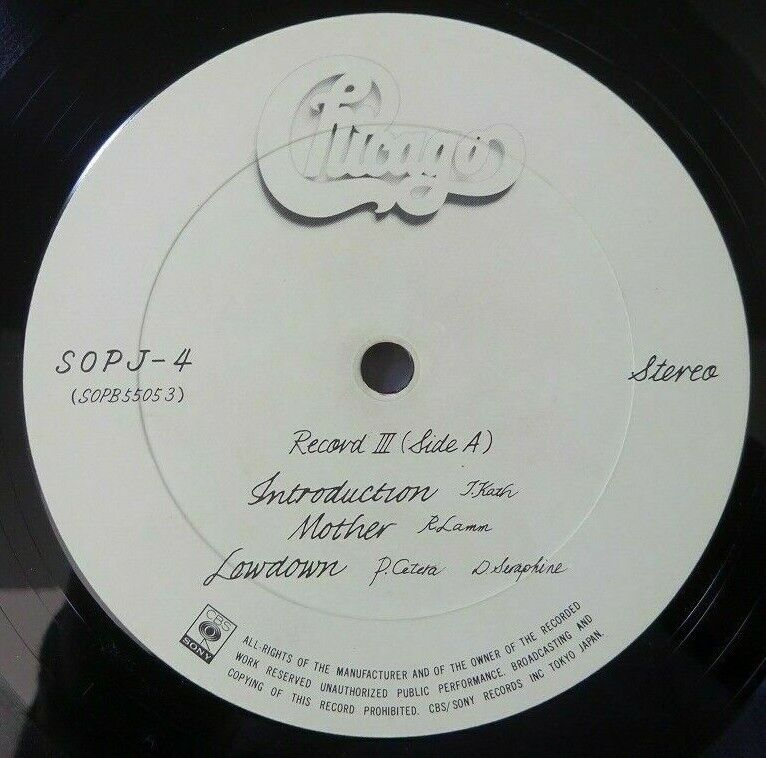 Chicago
SOPJ-4
(SOPB55053)
Stereo
Record III (Side A)
Introduction T.Kath
Mother R.Lamm
Lowdown P.Cetera D.Seraphine
CBS
SONY
ALL-RIGHTS OF THE MANUFACTURER AND OF THE OWNER OF THE RECORDED
WORK RESERVED UNAUTHORIZED PUBLIC PERFORMANCE. BROADCASTING AND
COPYING OF THIS RECORD PROHIBITED. CBS/SONY RECORDS INC TOKYO JAPAN.